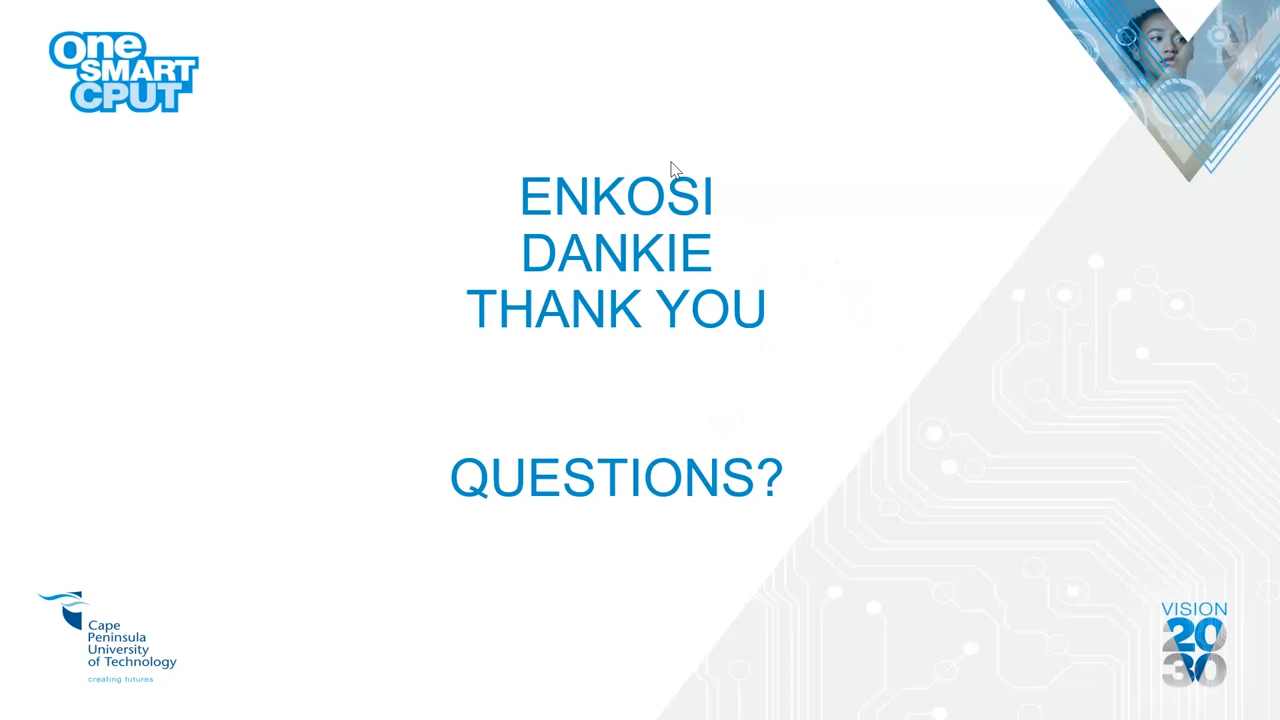 One
SMART
CPUT
ENKOSI
DANKIE
THANK YOU
QUESTIONS?
Cape
Peninsula
University
of Technology
creating futures
VISION
20
30